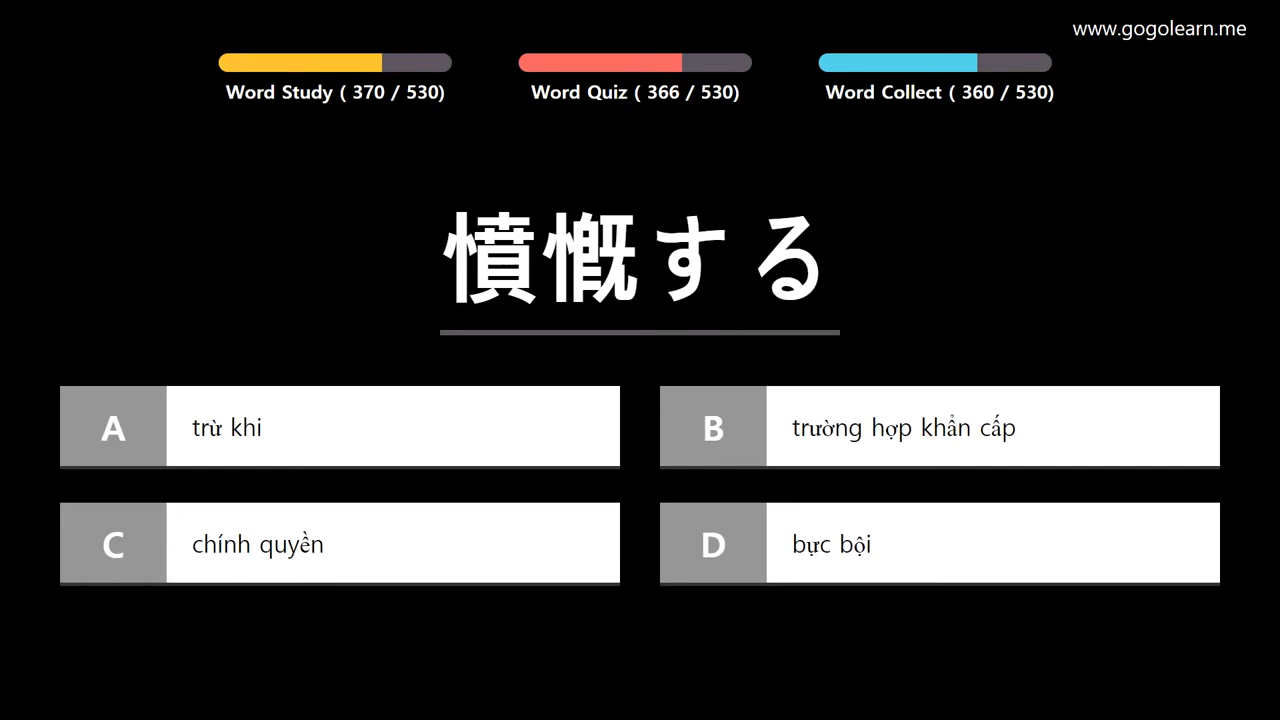 www.gogolearn.me
Word Study ( 370 / 530)
Word Quiz ( 366 / 530)
Word Collect ( 360 / 530)
憤慨する
A trừ khi
B trường hợp khẩn cấp
C chính quyền
D bực bội